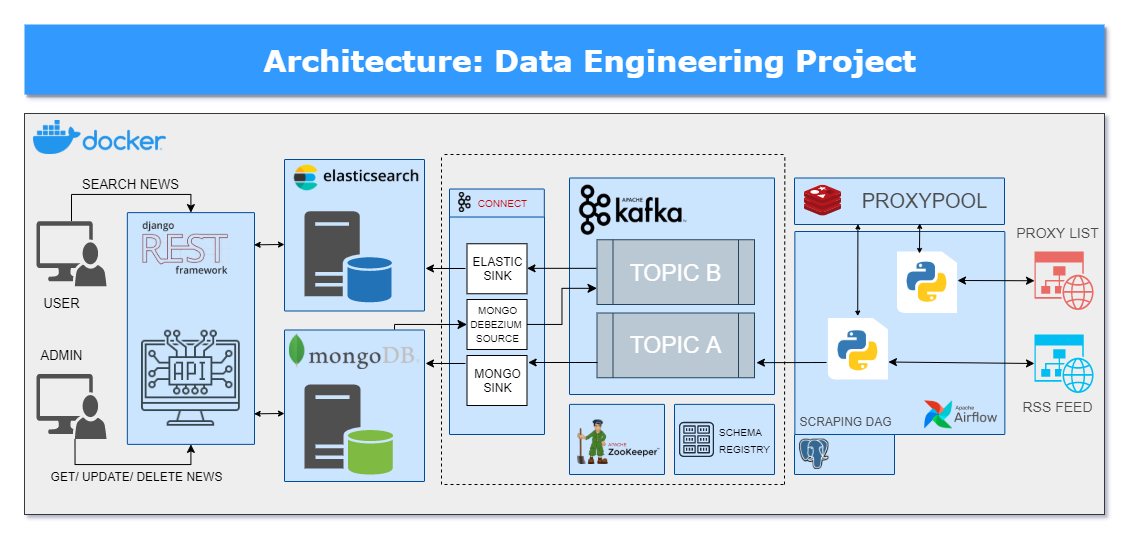 Architecture: Data Engineering Project
docker
SEARCH NEWS
USER
ADMIN
GET/ UPDATE/ DELETE NEWS
django
REST
framework
API
elasticsearch
mongoDB
CONNECT
ELASTIC
SINK
MONGO
DEBEZIUM
SOURCE
MONGO
SINK
APACHE
kafka
TOPIC B
TOPIC A
APACHE
ZooKeeper
SCHEMA
REGISTRY
PROXYPOOL
SCRAPING DAG
Apache
Airflow
PROXY LIST
RSS FEED